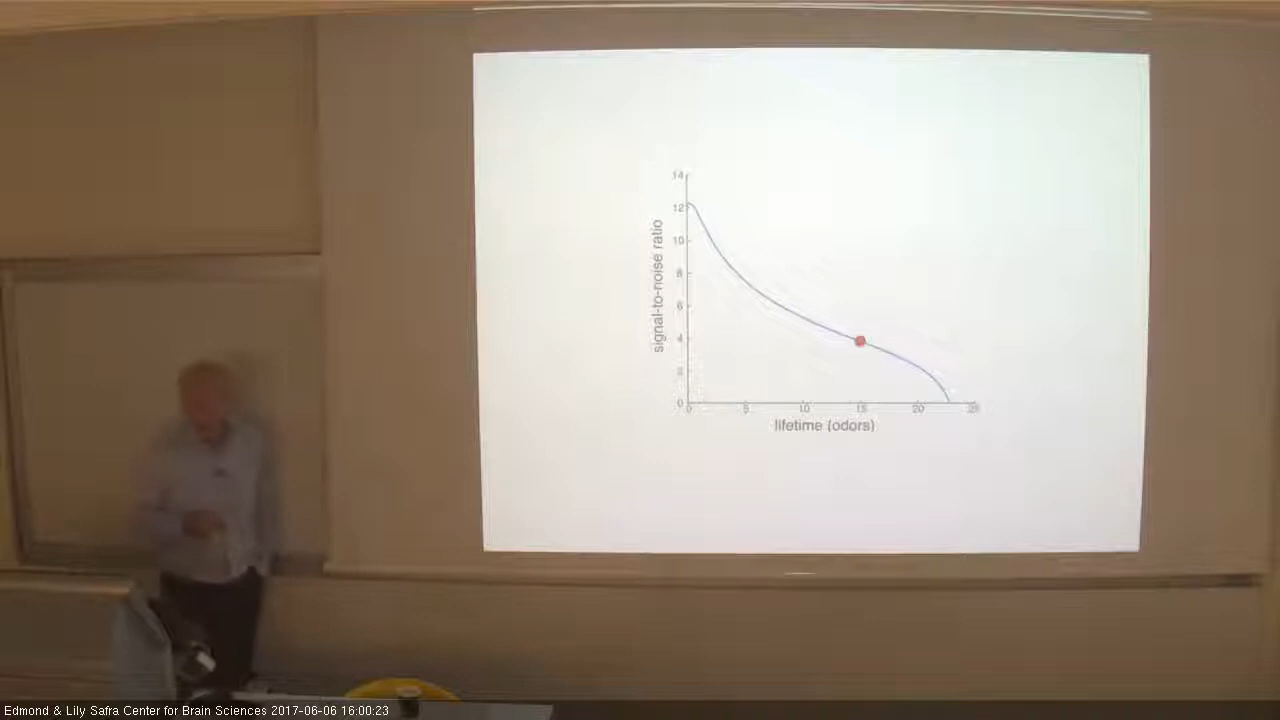 14
12
10
8
6
4
2
0
signal-to-noise ratio
0 5 10 15 20 25
lifetime (odors)
Edmond & Lily Safra Center for Brain Sciences 2017-06-06 16:00:23